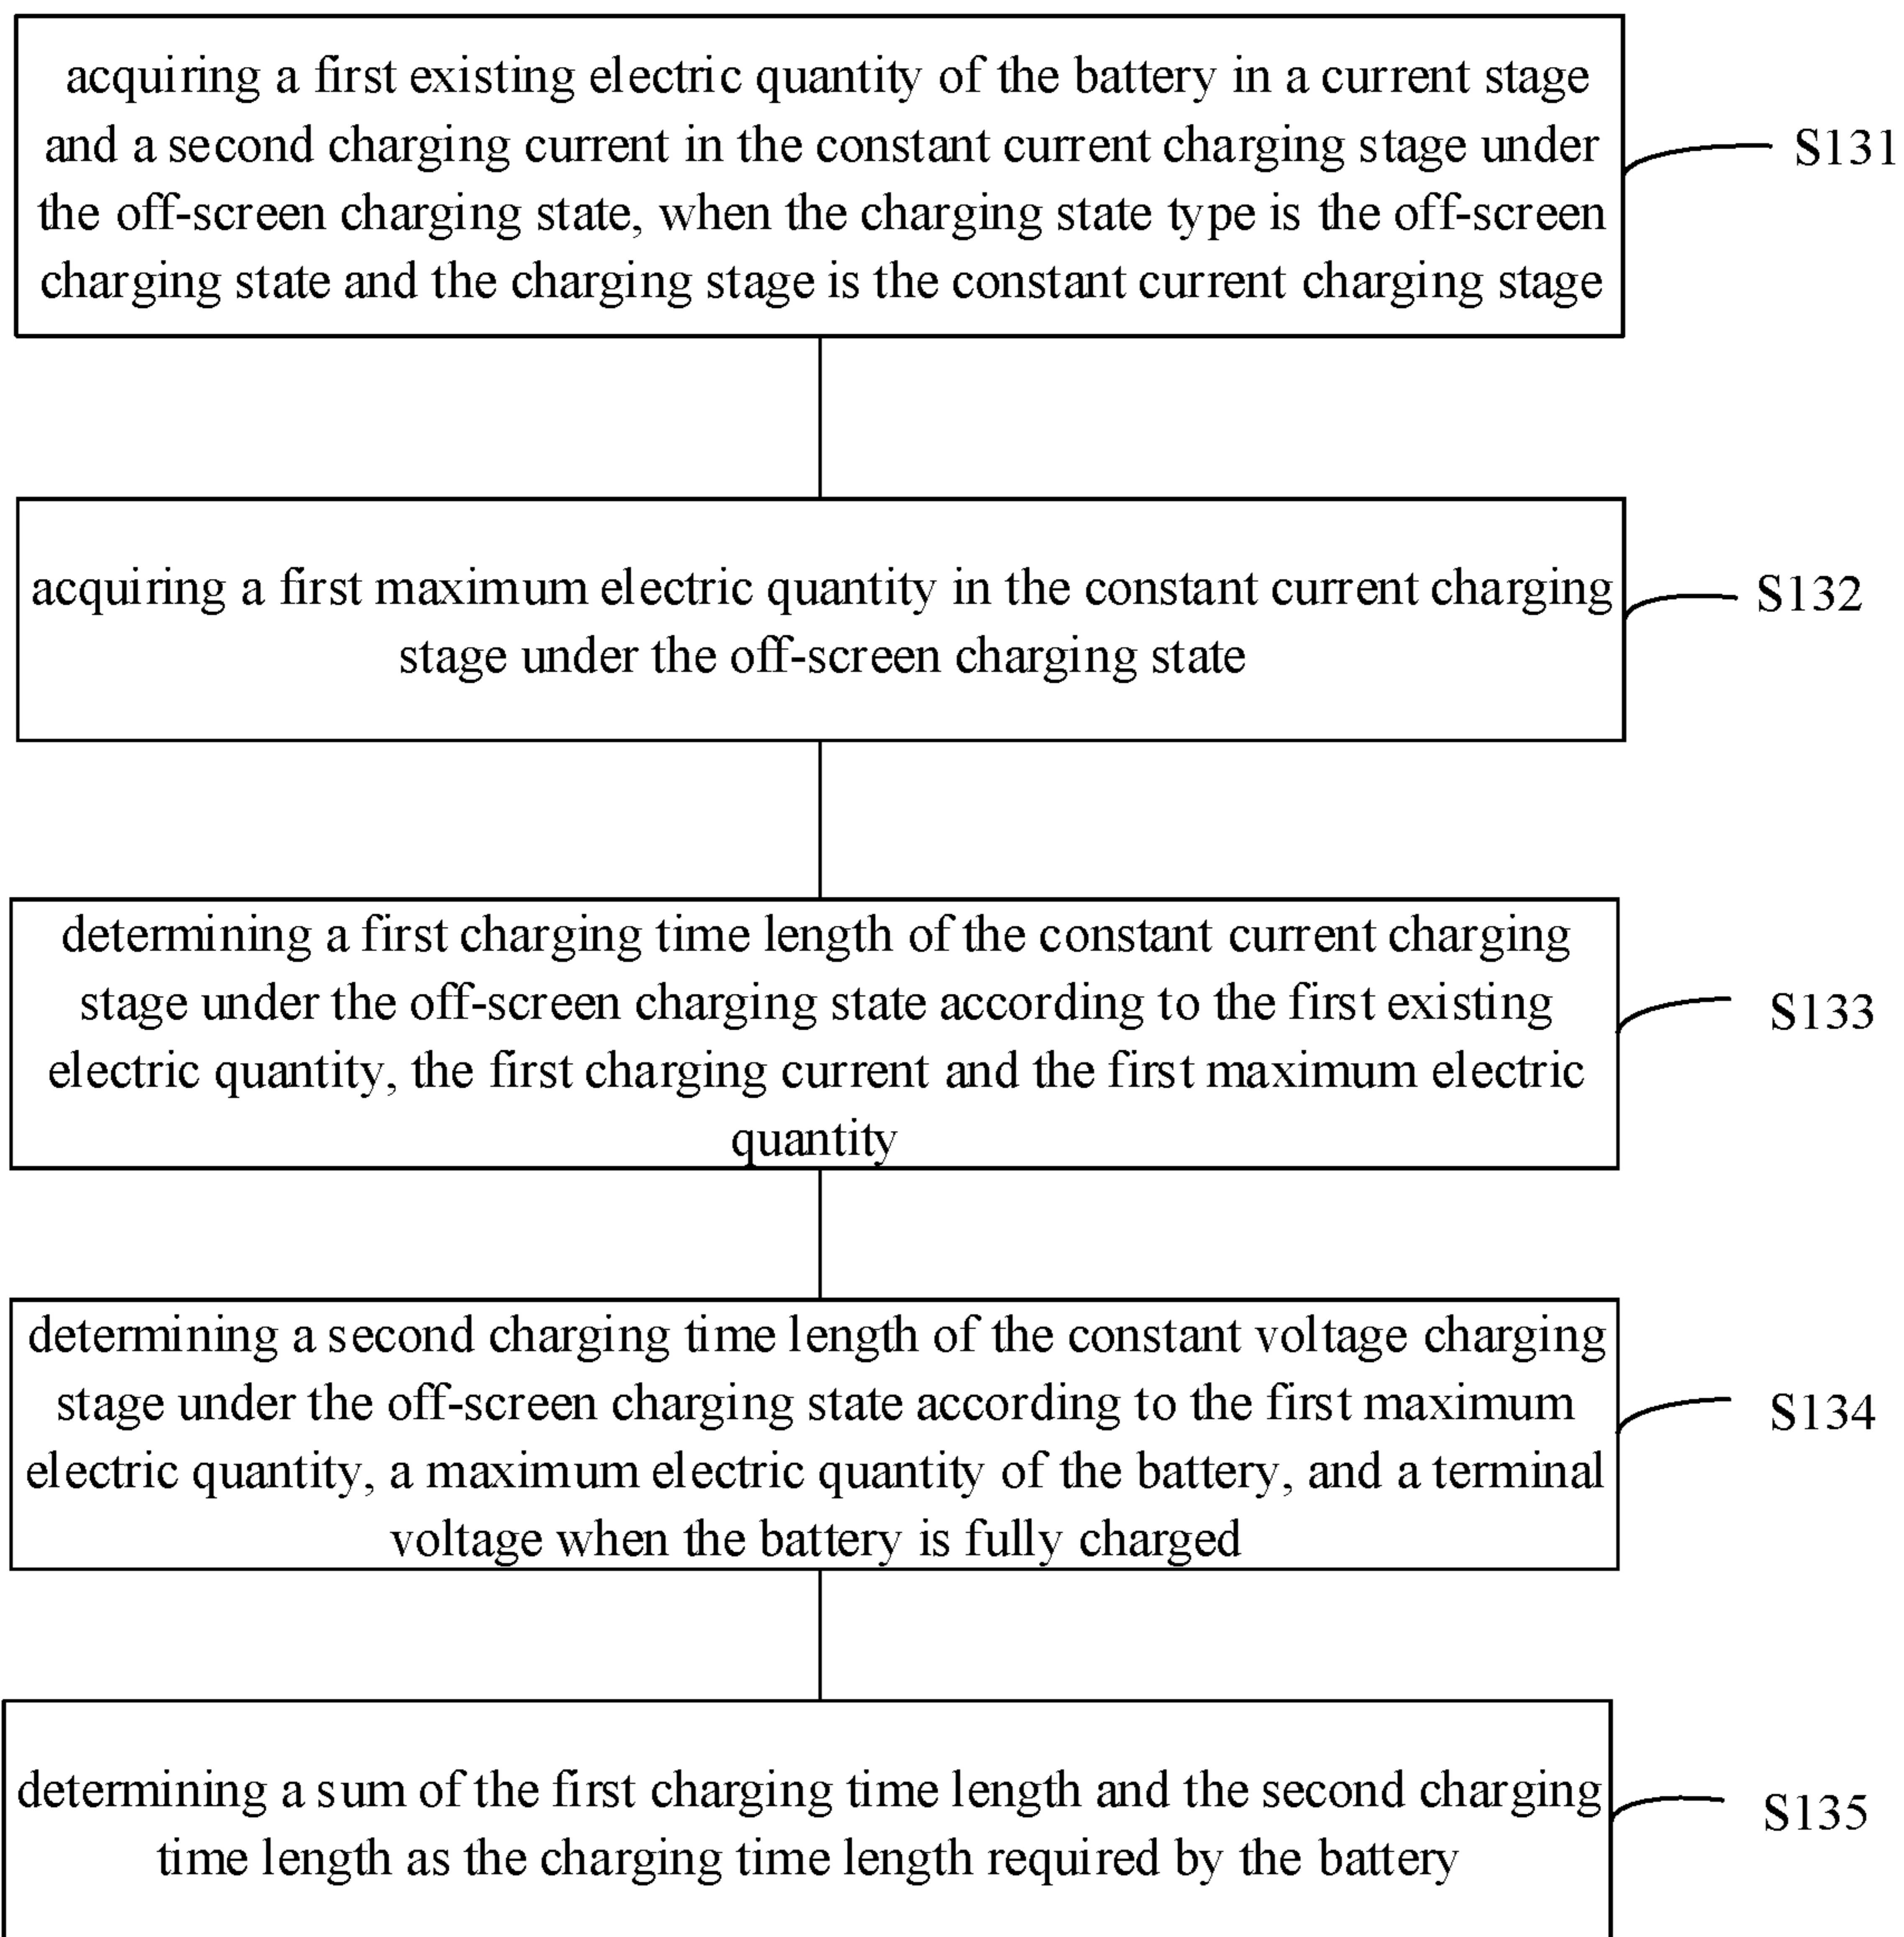 acquiring a first existing electric quantity of the battery in a current stage
and a second charging current in the constant current charging stage under
the off-screen charging state, when the charging state type is the off-screen
charging state and the charging stage is the constant current charging stage
S131
acquiring a first maximum electric quantity in the constant current charging
stage under the off-screen charging state
S132
determining a first charging time length of the constant current charging
stage under the off-screen charging state according to the first existing
electric quantity, the first charging current and the first maximum electric
quantity
S133
determining a second charging time length of the constant voltage charging
stage under the off-screen charging state according to the first maximum
electric quantity, a maximum electric quantity of the battery, and a terminal
voltage when the battery is fully charged
S134
determining a sum of the first charging time length and the second charging
time length as the charging time length required by the battery
S135